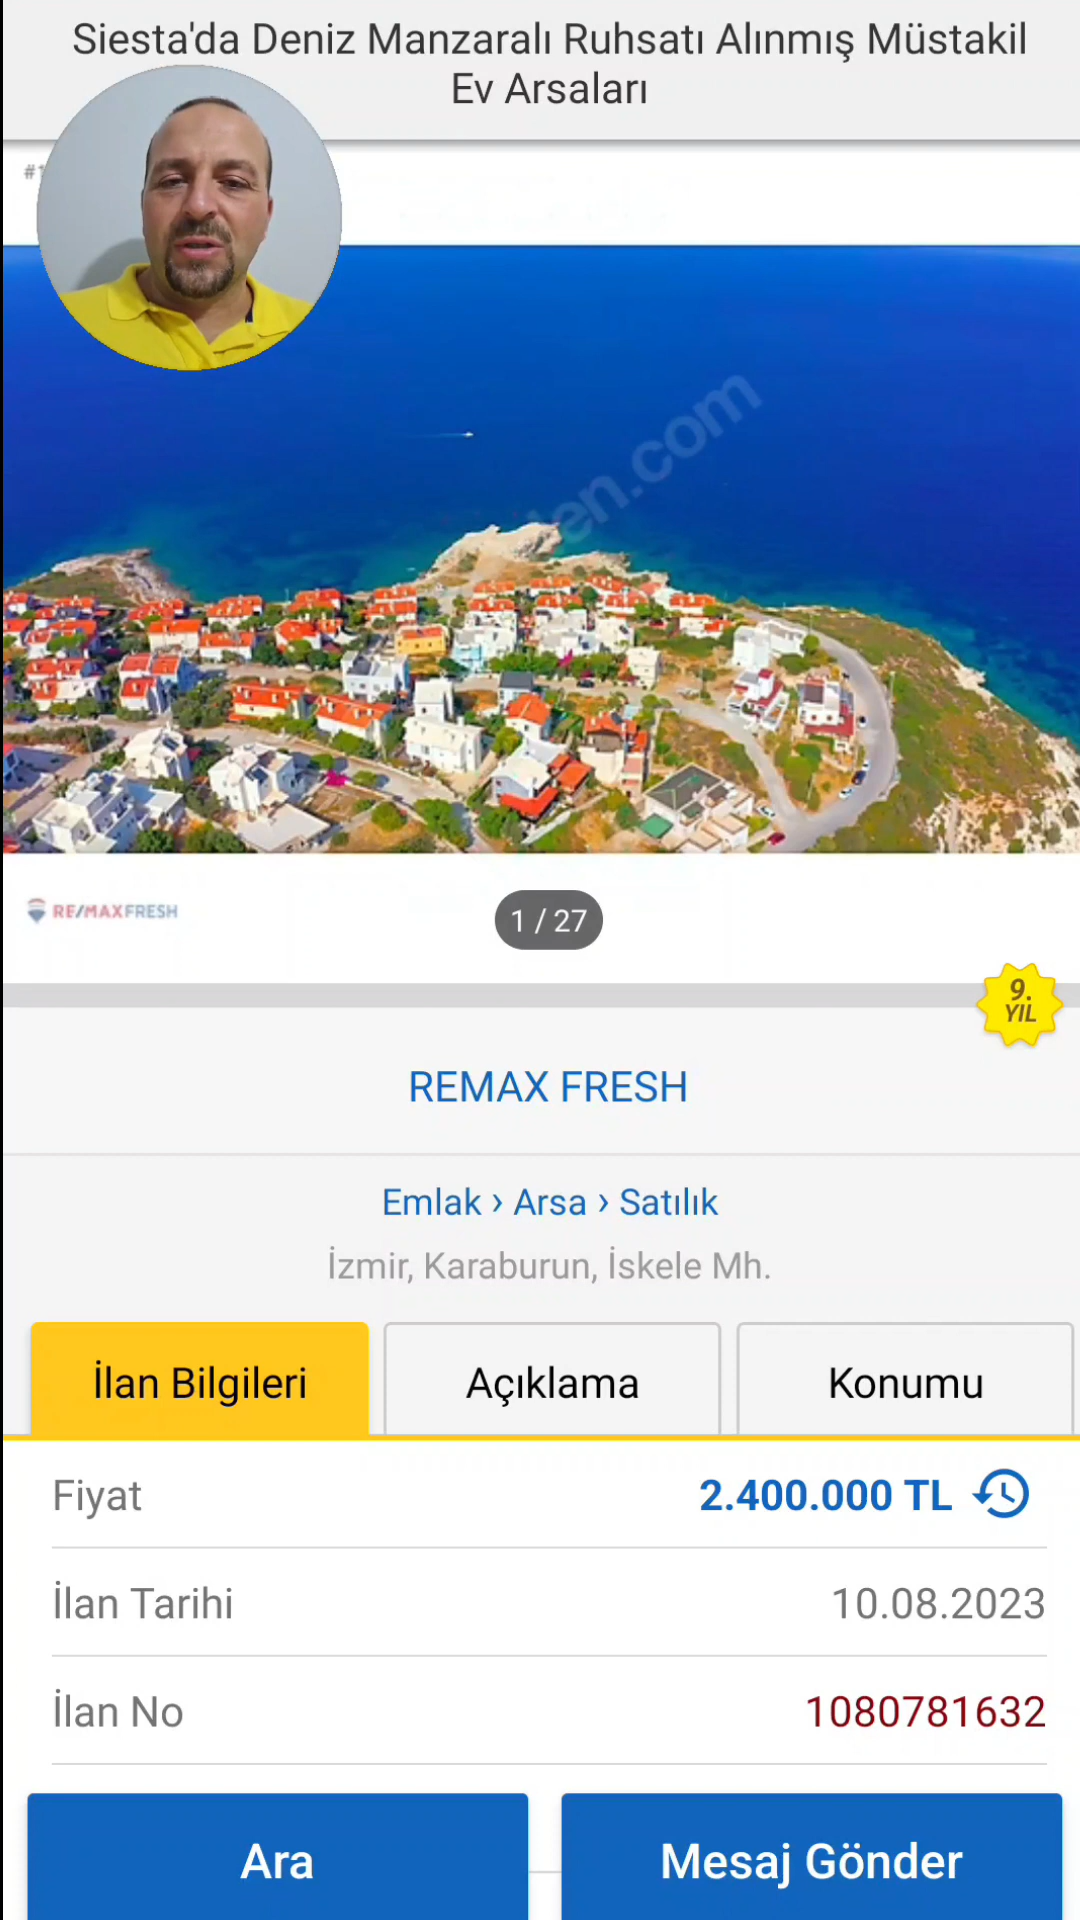 Siesta'da Deniz Manzaralı Ruhsatı Alınmış Müstakil
Ev Arsaları
en.com
RE/MAX FRESH
1 / 27
9.
YIL
REMAX FRESH
Emlak › Arsa › Satılık
İzmir, Karaburun, İskele Mh.
İlan Bilgileri
Açıklama
Konumu
Fiyat
2.400.000 TL
İlan Tarihi
10.08.2023
İlan No
1080781632
Ara
Mesaj Gönder